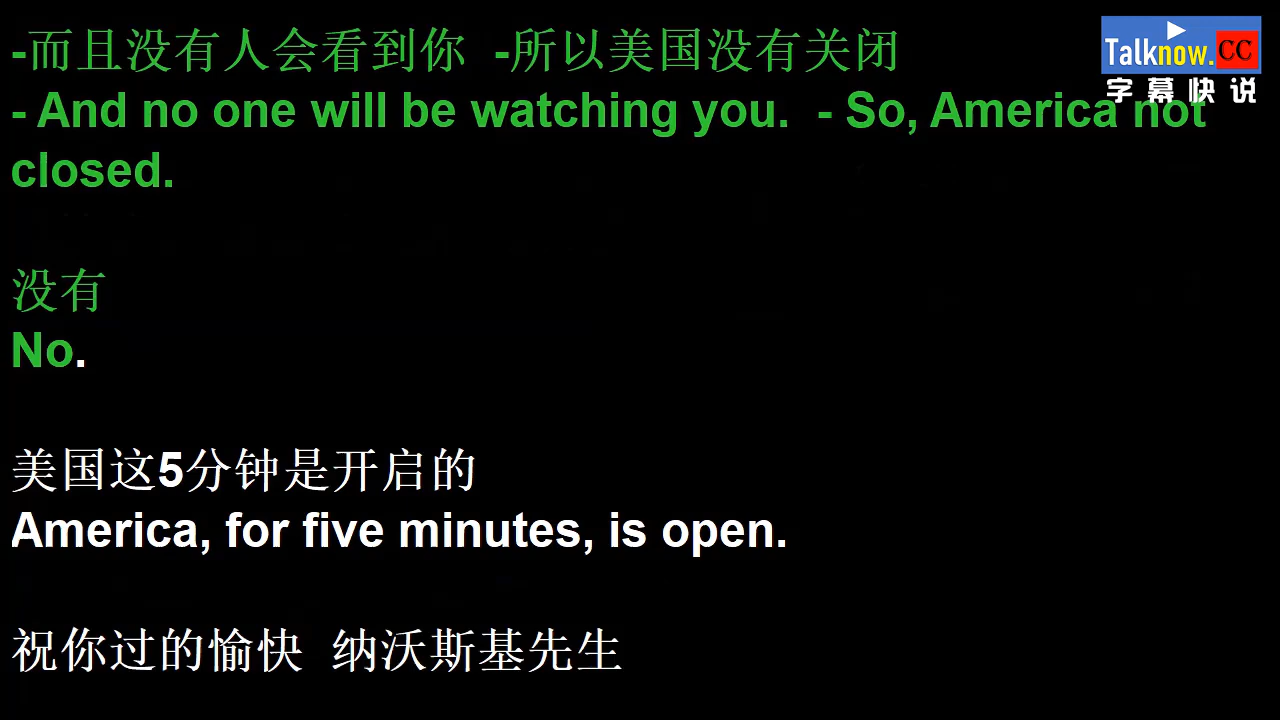 -而且没有人会看到你 -所以美国没有关闭
- And no one will be watching you. - So, America not
closed.
没有
No.
美国这5分钟是开启的
America, for five minutes, is open.
祝你过的愉快 纳沃斯基先生
Talknow.CC
字幕快说